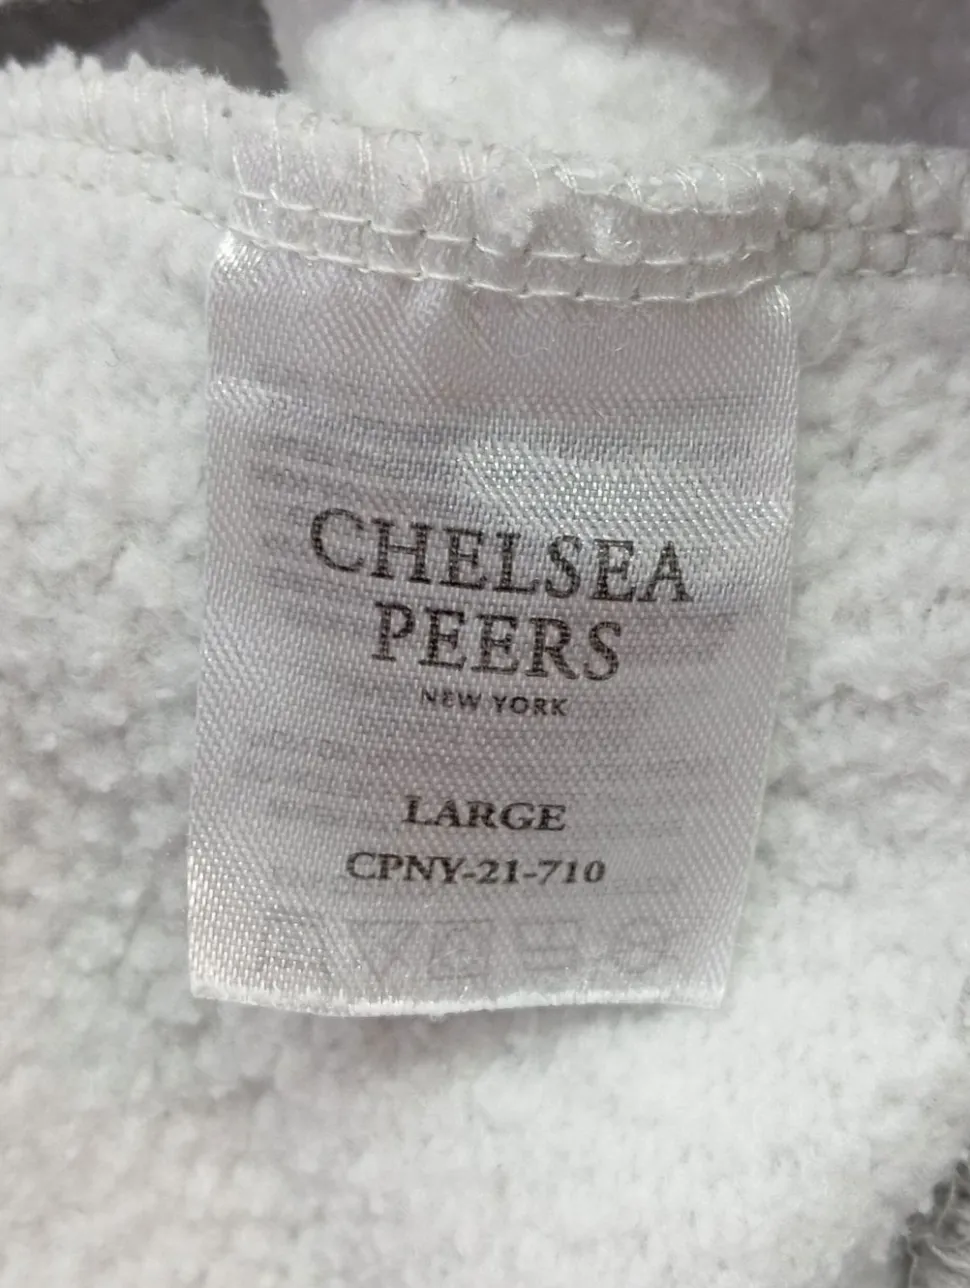 CHELSEA
PEERS
NEW YORK
LARGE
CPNY-21-710